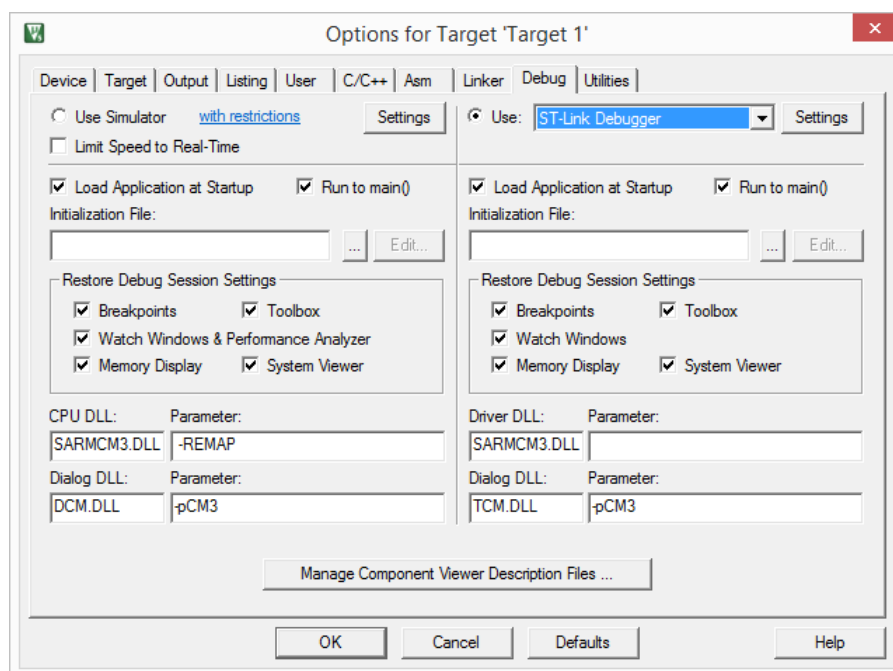 Options for Target 'Target 1'
Device Target Output Listing User C/C++ Asm Linker Debug Utilities
Use Simulator with restrictions Settings
Limit Speed to Real-Time
Use: ST-Link Debugger Settings
Load Application at Startup Run to main()
Initialization File:
... Edit...
Load Application at Startup Run to main()
Initialization File:
... Edit...
Restore Debug Session Settings
Breakpoints Toolbox
Watch Windows & Performance Analyzer
Memory Display System Viewer
Restore Debug Session Settings
Breakpoints Toolbox
Watch Windows
Memory Display System Viewer
CPU DLL: Parameter:
SARMCM3.DLL -REMAP
Dialog DLL: Parameter:
DCM.DLL -pCM3
Driver DLL: Parameter:
SARMCM3.DLL
Dialog DLL: Parameter:
TCM.DLL -pCM3
Manage Component Viewer Description Files ...
OK Cancel Defaults Help